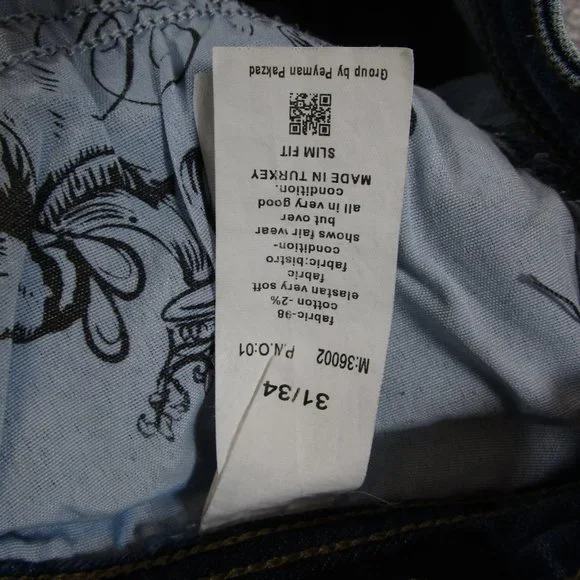 31/34
M:36002 P.N.O:01
fabric-98
cotton -2%
elastan very soft
fabric
fabric:bistro
condition-
shows fair wear
but over
all in very good
condition.
MADE IN TURKEY
SLIM FIT
Group by Peyman Pakzad